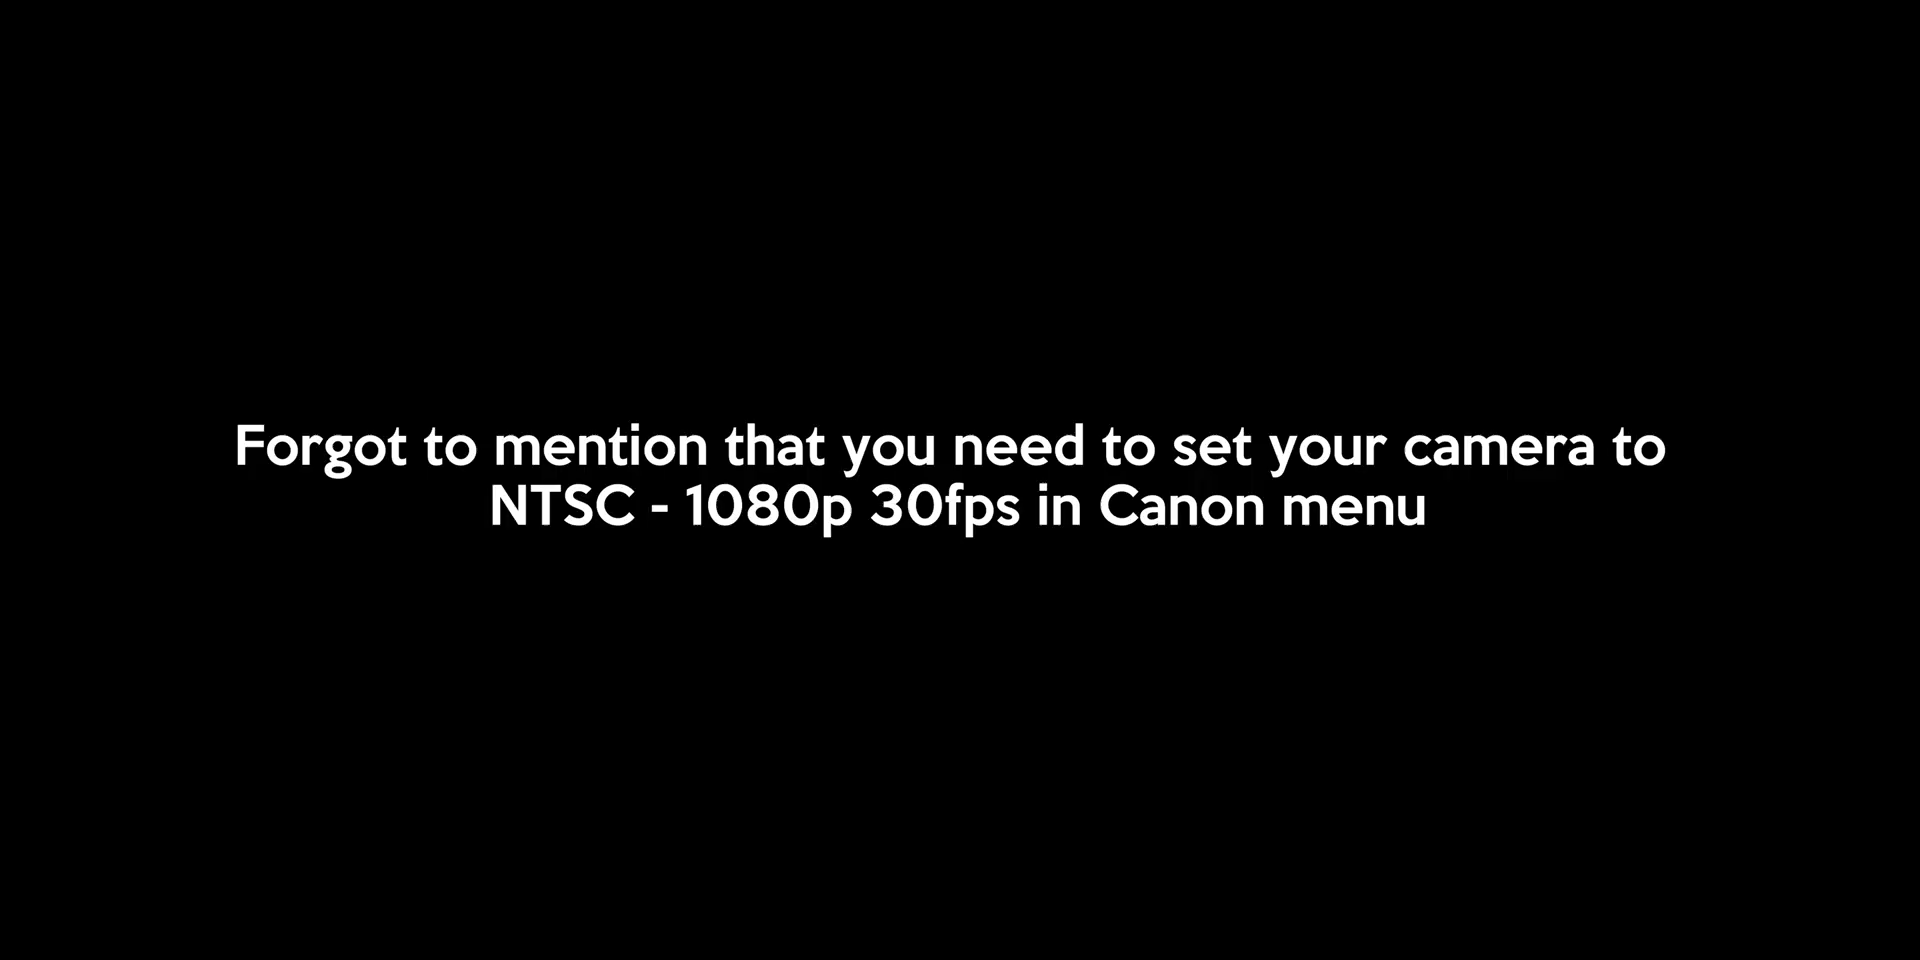 Forgot to mention that you need to set your camera to
NTSC - 1080p 30fps in Canon menu